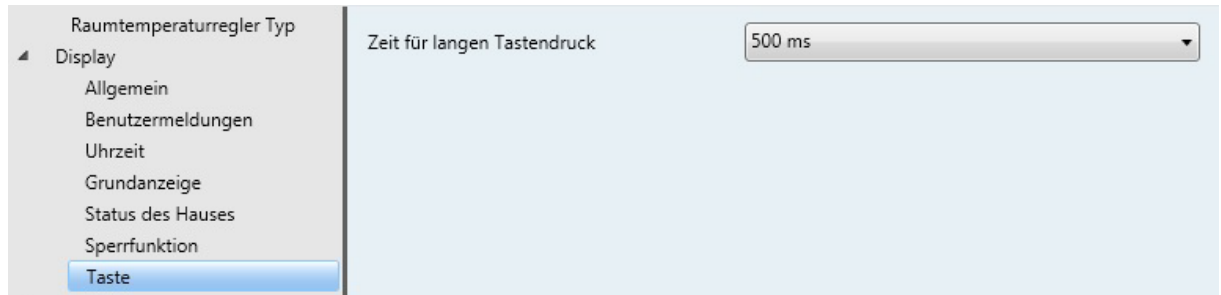 Raumtemperaturregler Typ
Display
Allgemein
Benutzermeldungen
Uhrzeit
Grundanzeige
Status des Hauses
Sperrfunktion
Taste
Zeit für langen Tastendruck
500 ms